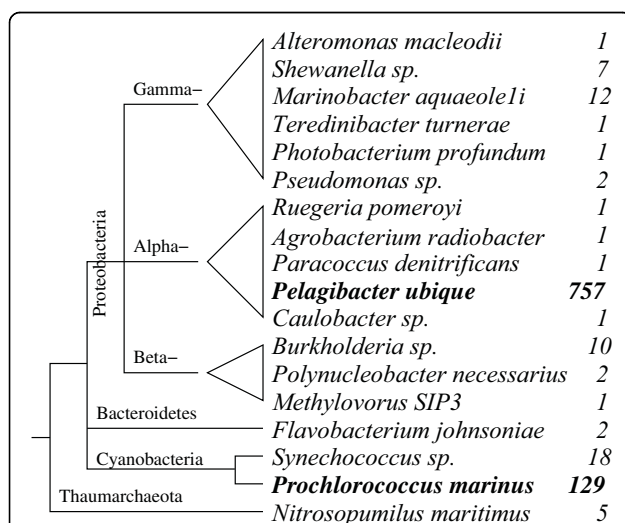 Alteromonas macleodii 1
Shewanella sp. 7
Gamma–
Marinobacter aquaeole1i 12
Teredinibacter turnerae 1
Photobacterium profundum 1
Pseudomonas sp. 2
Proteobacteria
Ruegeria pomeroyi 1
Agrobacterium radiobacter 1
Alpha–
Paracoccus denitrificans 1
Pelagibacter ubique 757
Caulobacter sp. 1
Burkholderia sp. 10
Beta–
Polynucleobacter necessarius 2
Methylovorus SIP3 1
Bacteroidetes
Flavobacterium johnsoniae 2
Cyanobacteria
Synechococcus sp. 18
Prochlorococcus marinus 129
Thaumarchaeota
Nitrosopumilus maritimus 5